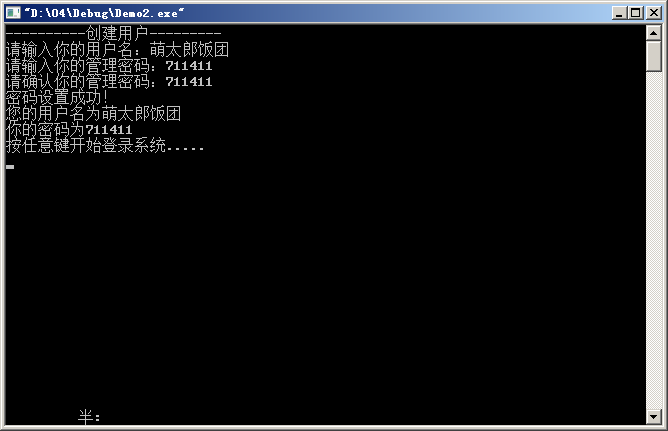 "D:\04\Debug\Demo2.exe"
----------创建用户---------
请输入你的用户名：萌太郎饭团
请输入你的管理密码：711411
请确认你的管理密码：711411
密码设置成功！
您的用户名为萌太郎饭团
你的密码为711411
按任意键开始登录系统.....
半：